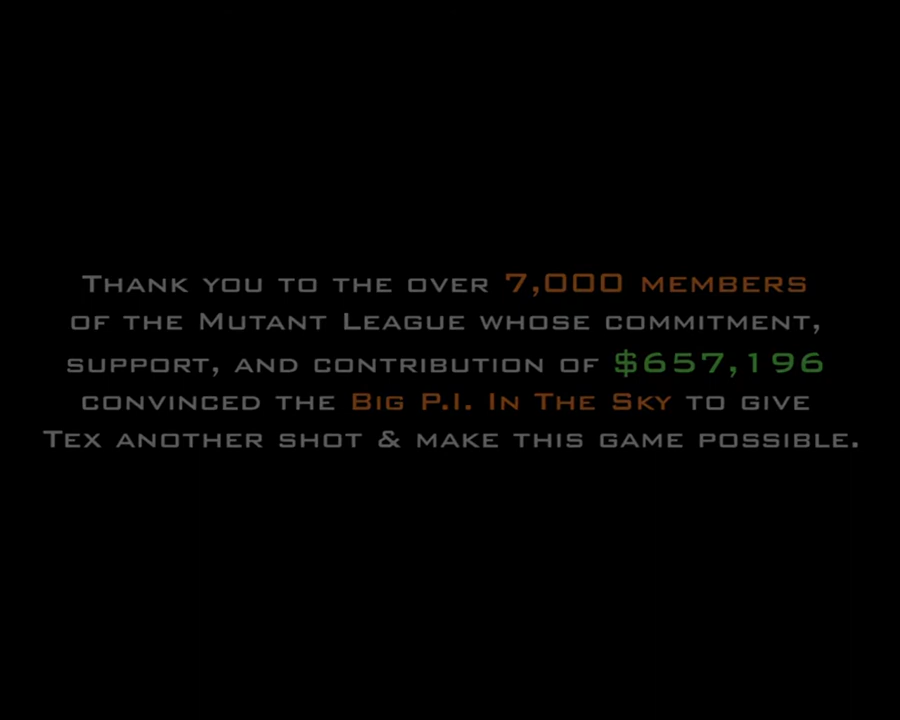 Thank you to the over 7,000 members
of the Mutant League whose commitment,
support, and contribution of $657,196
convinced the Big P.I. In The Sky to give
Tex another shot & make this game possible.